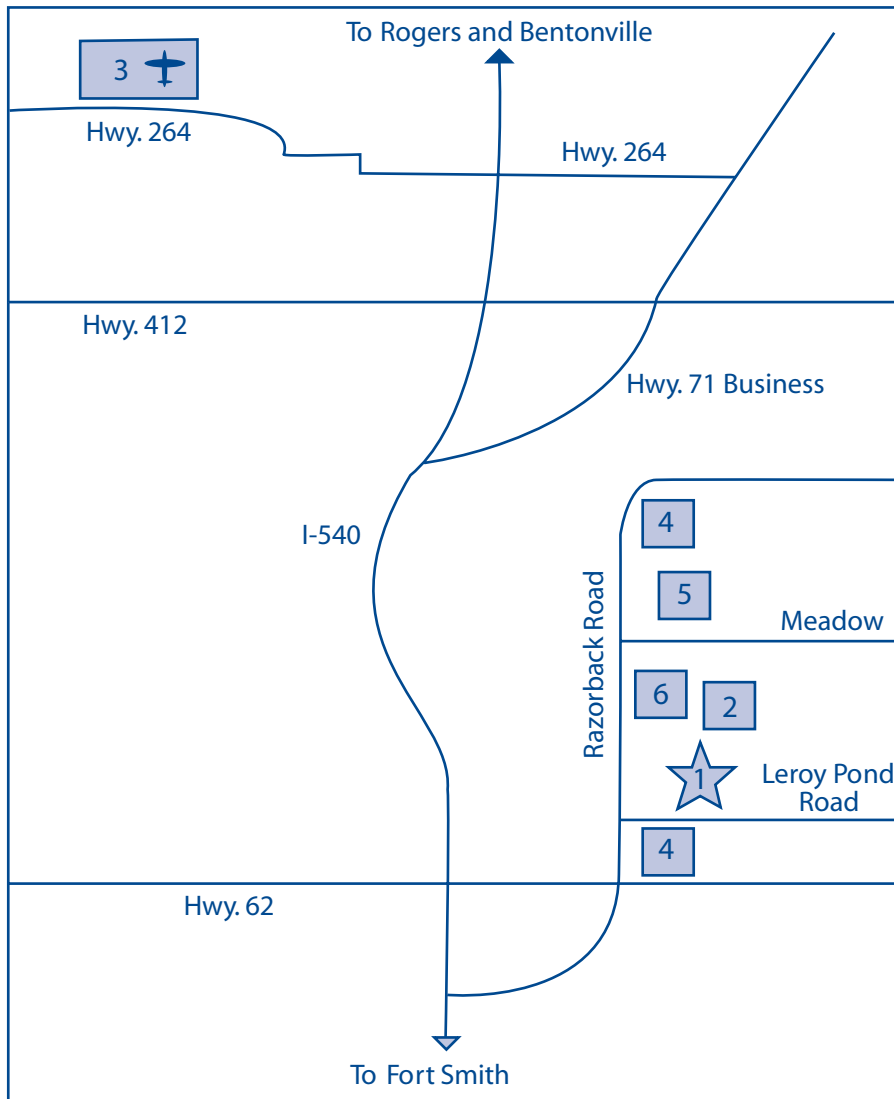 To Rogers and Bentonville
3
Hwy. 264
Hwy. 264
Hwy. 412
Hwy. 71 Business
4
I-540
5
Razorback Road
Meadow
6
2
1
Leroy Pond
Road
4
Hwy. 62
To Fort Smith